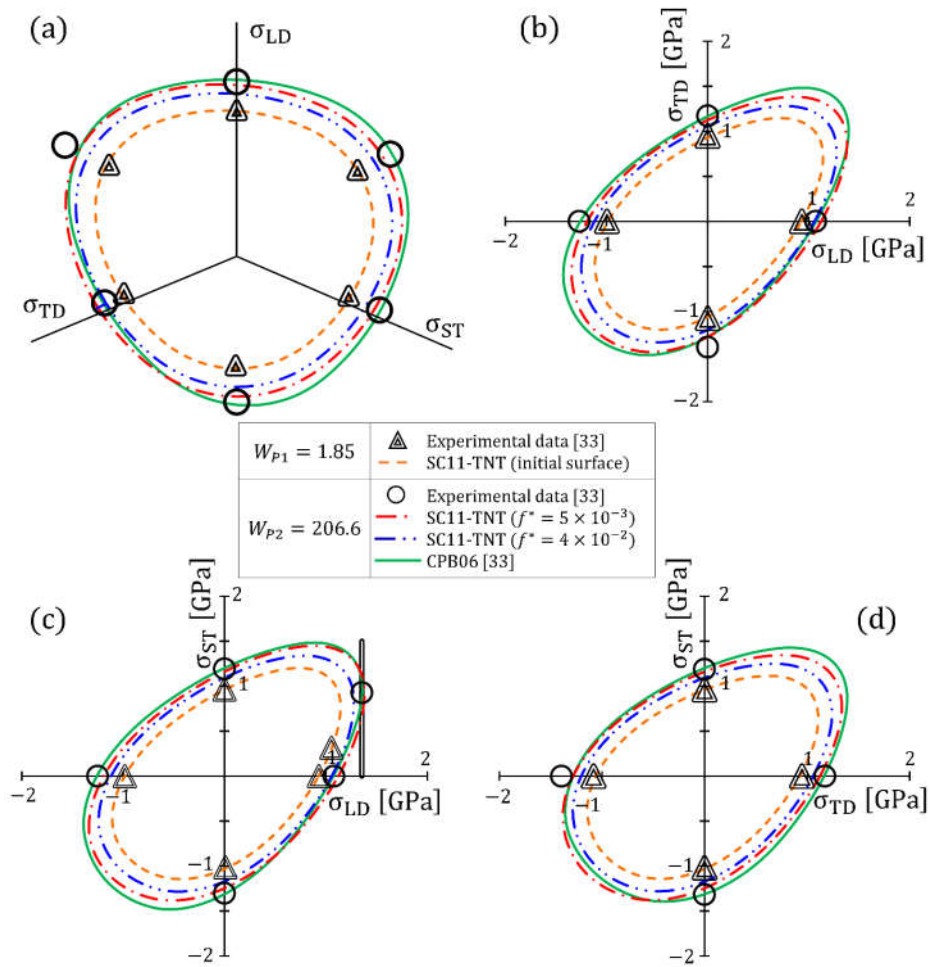 (a)
σLD
σTD
σST
(b)
σTD [GPa]
2
1
-2
-1
1
2
σLD [GPa]
-1
-2
W_P1 = 1.85
Experimental data [33]
SC11-TNT (initial surface)
W_P2 = 206.6
Experimental data [33]
SC11-TNT (f* = 5 × 10⁻³)
SC11-TNT (f* = 4 × 10⁻²)
CPB06 [33]
(c)
σST [GPa]
2
1
-2
-1
1
2
σLD [GPa]
-1
-2
(d)
σST [GPa]
2
1
-2
-1
1
2
σTD [GPa]
-1
-2